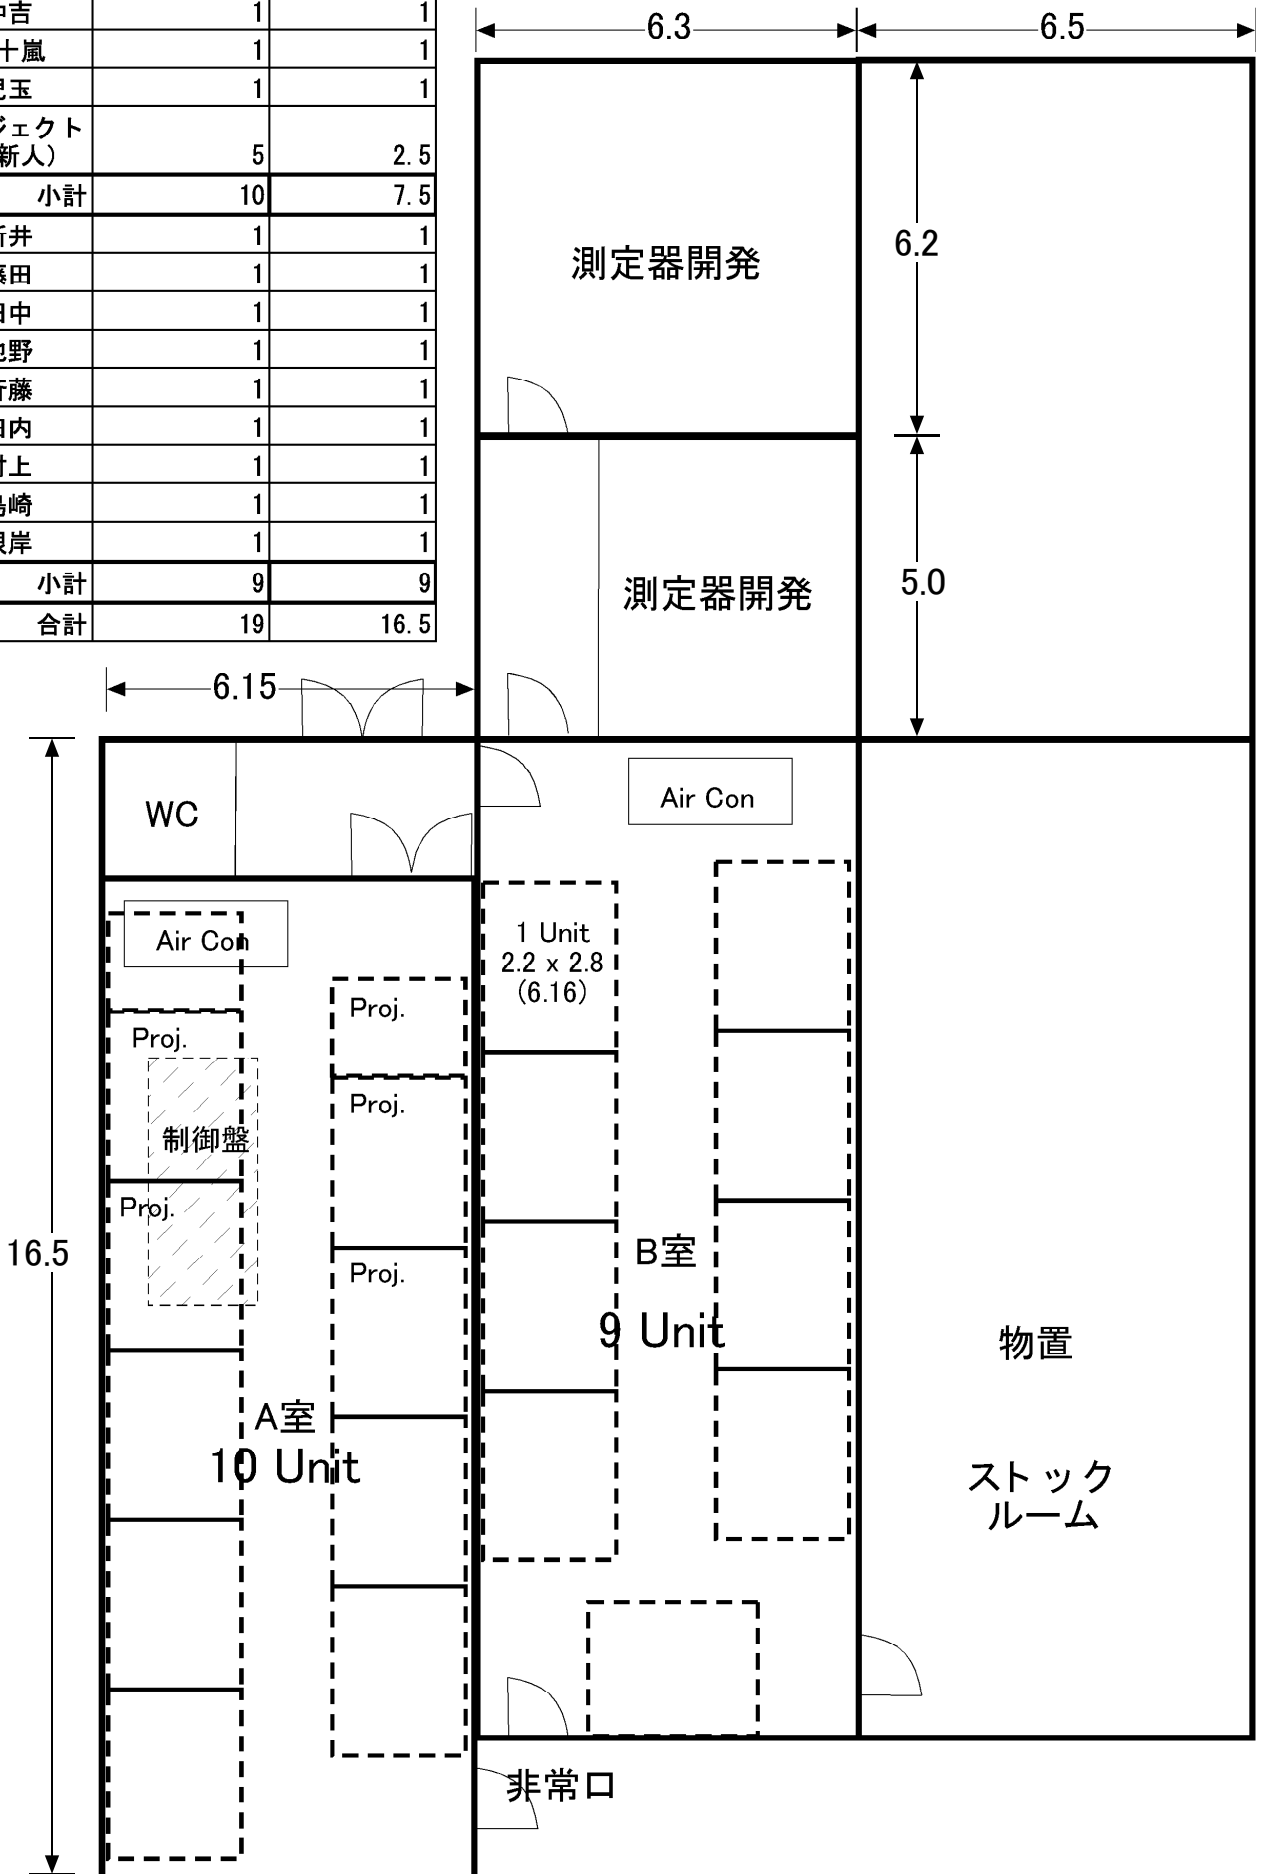 吉 1 1
十嵐 1 1
玉 1 1
ジェクト
新人） 5 2.5
小計 10 7.5
井 1 1
田 1 1
中 1 1
野 1 1
藤 1 1
内 1 1
上 1 1
崎 1 1
岸 1 1
小計 9 9
合計 19 16.5
6.3 6.5
測定器開発
6.2
測定器開発
5.0
6.15
WC
Air Con
Air Con
1 Unit
2.2 x 2.8
(6.16)
Proj.
Proj.
Proj.
制御盤
Proj.
Proj.
16.5
B室
9 Unit
A室
10 Unit
物置
ストック
ルーム
非常口